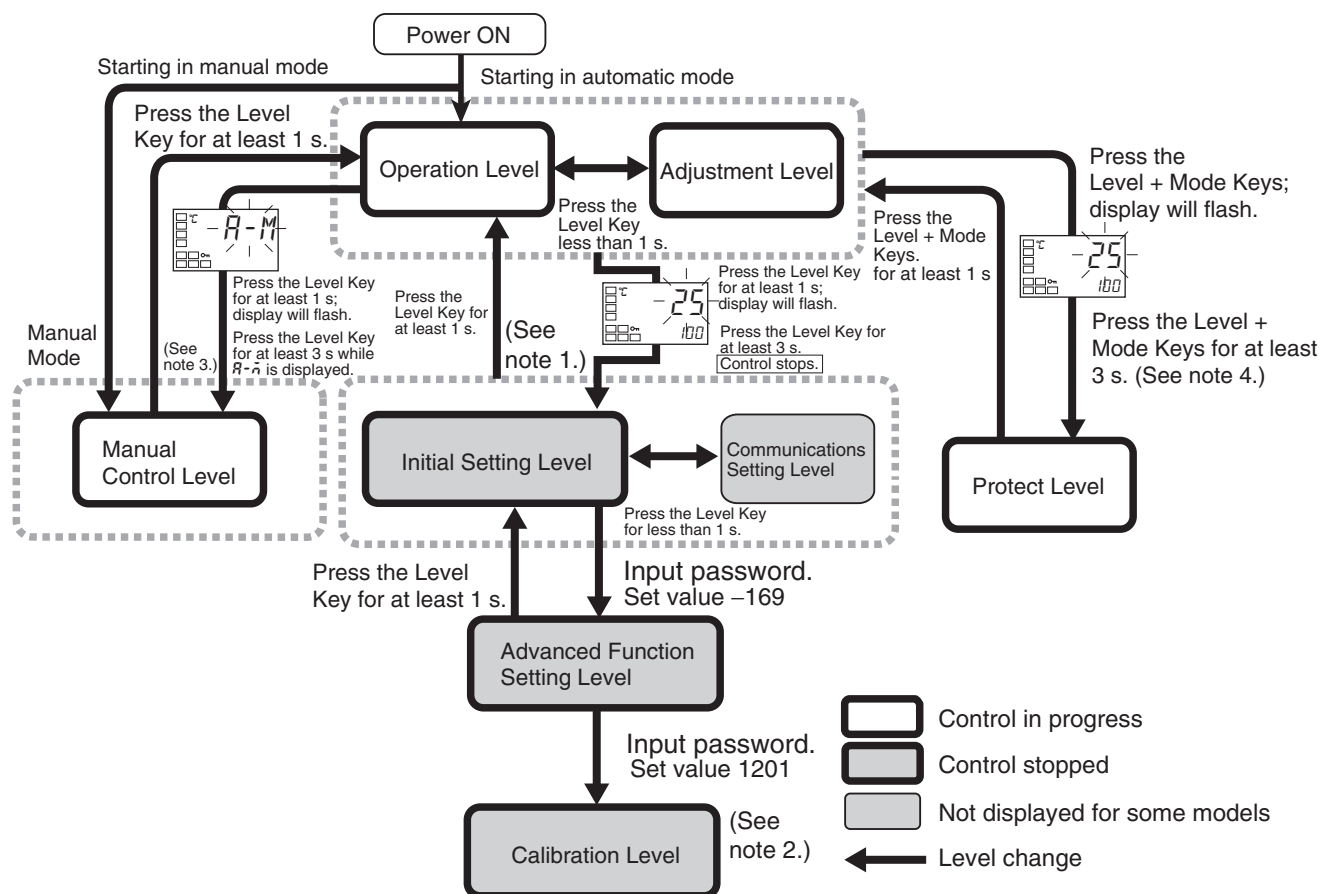 Power ON
Starting in manual mode
Starting in automatic mode
Press the Level
Key for at least 1 s.
Operation Level
Adjustment Level
Press the
Level Key
less than 1 s.
Press the
Level + Mode Keys;
display will flash.
Press the
Level + Mode
Keys.
for at least 1 s
°C
A-M
Press the Level Key
for at least 1 s;
display will flash.
Press the Level Key
for at least 3 s while
A-M is displayed.
(See
note 3.)
Manual
Mode
Press the
Level Key for
at least 1 s.
(See
note 1.)
°C
25
100
Press the Level Key
for at least 1 s;
display will flash.
Press the Level Key for
at least 3 s.
Control stops.
°C
25
100
Press the Level +
Mode Keys for at least
3 s. (See note 4.)
Manual
Control Level
Initial Setting Level
Communications
Setting Level
Press the Level Key
for less than 1 s.
Protect Level
Press the Level
Key for at least 1 s.
Input password.
Set value –169
Advanced Function
Setting Level
Input password.
Set value 1201
Calibration Level
(See
note 2.)
Control in progress
Control stopped
Not displayed for some models
Level change